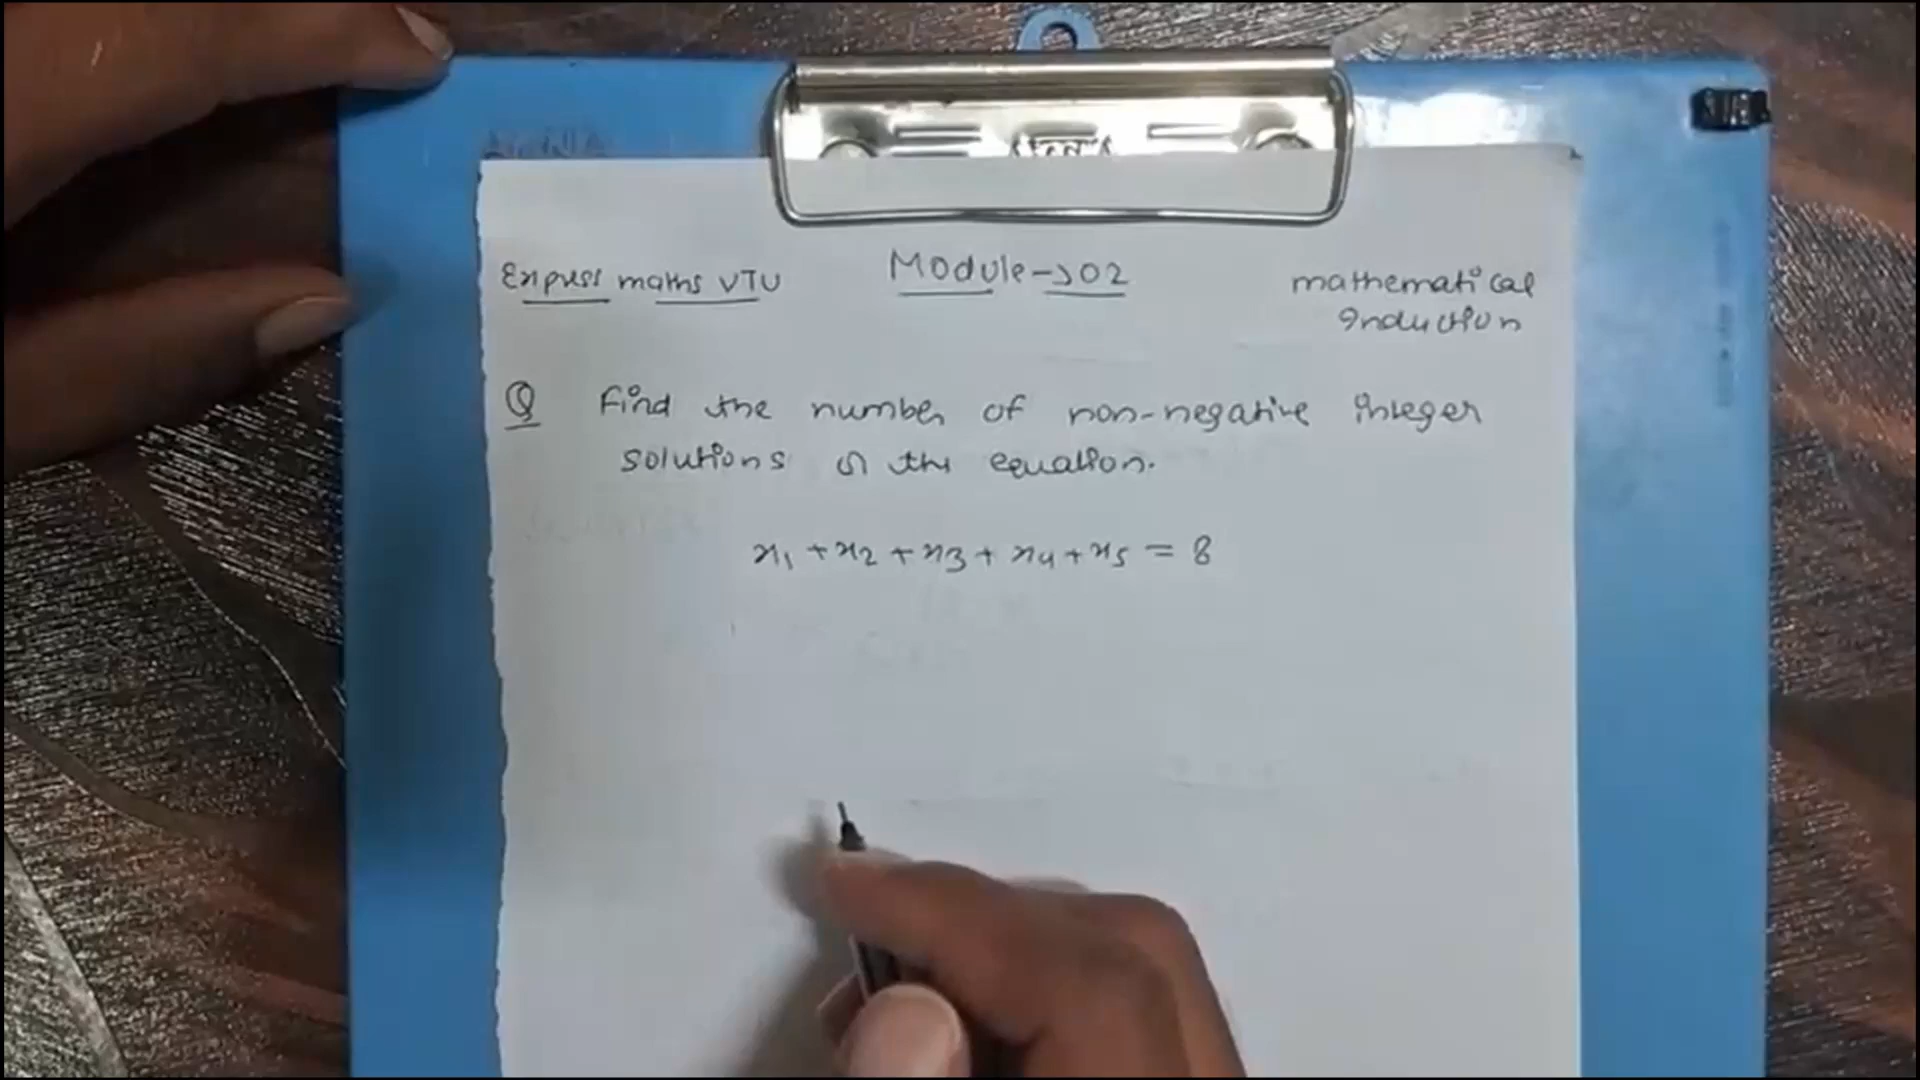 Express maths VTU
Module-02
mathematical
Induction
Q Find the number of non-negative integer
solutions of the equation.
x₁ + x₂ + x₃ + x₄ + x₅ = 8